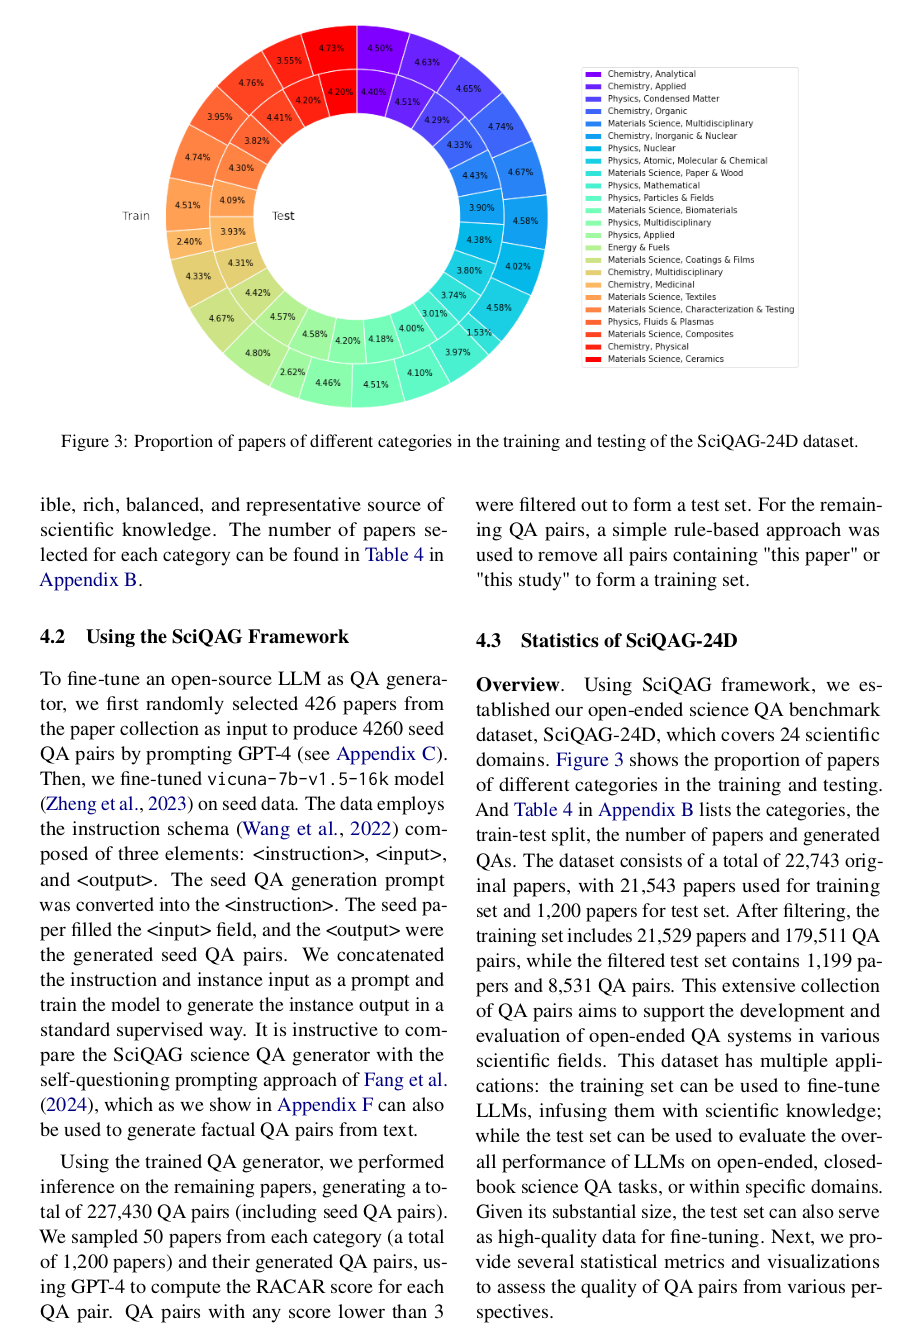 4.73%
4.50%
4.63%
4.65%
4.74%
4.67%
4.58%
4.02%
4.58%
1.53%
3.97%
4.10%
4.51%
4.46%
2.62%
4.80%
4.67%
4.33%
2.40%
4.51%
4.74%
3.95%
4.76%
3.55%
4.20%
4.40%
4.51%
4.29%
4.33%
4.43%
3.90%
4.38%
3.80%
3.74%
3.01%
4.00%
4.18%
4.20%
4.58%
4.57%
4.42%
4.31%
3.93%
4.09%
4.30%
3.82%
4.41%
4.20%
Train
Test
Chemistry, Analytical
Chemistry, Applied
Physics, Condensed Matter
Chemistry, Organic
Materials Science, Multidisciplinary
Chemistry, Inorganic & Nuclear
Physics, Nuclear
Physics, Atomic, Molecular & Chemical
Materials Science, Paper & Wood
Physics, Mathematical
Physics, Particles & Fields
Materials Science, Biomaterials
Physics, Multidisciplinary
Physics, Applied
Energy & Fuels
Materials Science, Coatings & Films
Chemistry, Multidisciplinary
Chemistry, Medicinal
Materials Science, Textiles
Materials Science, Characterization & Testing
Physics, Fluids & Plasmas
Materials Science, Composites
Chemistry, Physical
Materials Science, Ceramics
Figure 3: Proportion of papers of different categories in the training and testing of the SciQAG-24D dataset.
ible, rich, balanced, and representative source of
scientific knowledge. The number of papers se-
lected for each category can be found in Table 4 in
Appendix B.
4.2 Using the SciQAG Framework
To fine-tune an open-source LLM as QA genera-
tor, we first randomly selected 426 papers from
the paper collection as input to produce 4260 seed
QA pairs by prompting GPT-4 (see Appendix C).
Then, we fine-tuned vicuna-7b-v1.5-16k model
(Zheng et al., 2023) on seed data. The data employs
the instruction schema (Wang et al., 2022) com-
posed of three elements: <instruction>, <input>,
and <output>. The seed QA generation prompt
was converted into the <instruction>. The seed pa-
per filled the <input> field, and the <output> were
the generated seed QA pairs. We concatenated
the instruction and instance input as a prompt and
train the model to generate the instance output in a
standard supervised way. It is instructive to com-
pare the SciQAG science QA generator with the
self-questioning prompting approach of Fang et al.
(2024), which as we show in Appendix F can also
be used to generate factual QA pairs from text.
Using the trained QA generator, we performed
inference on the remaining papers, generating a to-
tal of 227,430 QA pairs (including seed QA pairs).
We sampled 50 papers from each category (a total
of 1,200 papers) and their generated QA pairs, us-
ing GPT-4 to compute the RACAR score for each
QA pair. QA pairs with any score lower than 3
were filtered out to form a test set. For the remain-
ing QA pairs, a simple rule-based approach was
used to remove all pairs containing "this paper" or
"this study" to form a training set.
4.3 Statistics of SciQAG-24D
Overview. Using SciQAG framework, we es-
tablished our open-ended science QA benchmark
dataset, SciQAG-24D, which covers 24 scientific
domains. Figure 3 shows the proportion of papers
of different categories in the training and testing.
And Table 4 in Appendix B lists the categories, the
train-test split, the number of papers and generated
QAs. The dataset consists of a total of 22,743 orig-
inal papers, with 21,543 papers used for training
set and 1,200 papers for test set. After filtering, the
training set includes 21,529 papers and 179,511 QA
pairs, while the filtered test set contains 1,199 pa-
pers and 8,531 QA pairs. This extensive collection
of QA pairs aims to support the development and
evaluation of open-ended QA systems in various
scientific fields. This dataset has multiple appli-
cations: the training set can be used to fine-tune
LLMs, infusing them with scientific knowledge;
while the test set can be used to evaluate the over-
all performance of LLMs on open-ended, closed-
book science QA tasks, or within specific domains.
Given its substantial size, the test set can also serve
as high-quality data for fine-tuning. Next, we pro-
vide several statistical metrics and visualizations
to assess the quality of QA pairs from various per-
spectives.